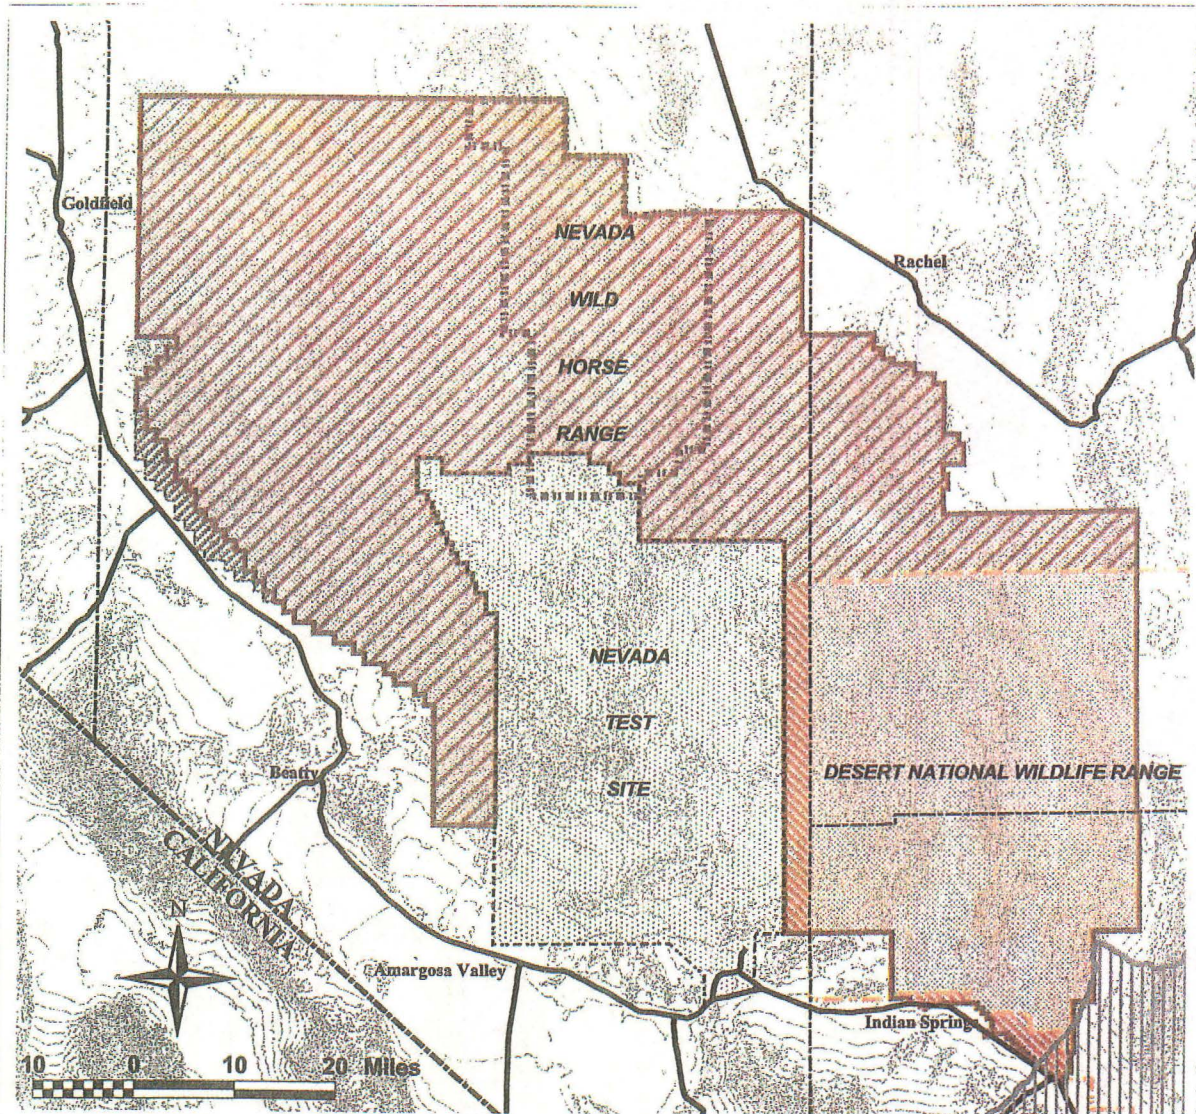 Goldfield
NEVADA
WILD
HORSE
RANGE
Rachel
NEVADA
TEST
SITE
DESERT NATIONAL WILDLIFE RANGE
Beatty
NEVADA
CALIFORNIA
N
Amargosa Valley
Indian Springs
10 0 10 20 Miles